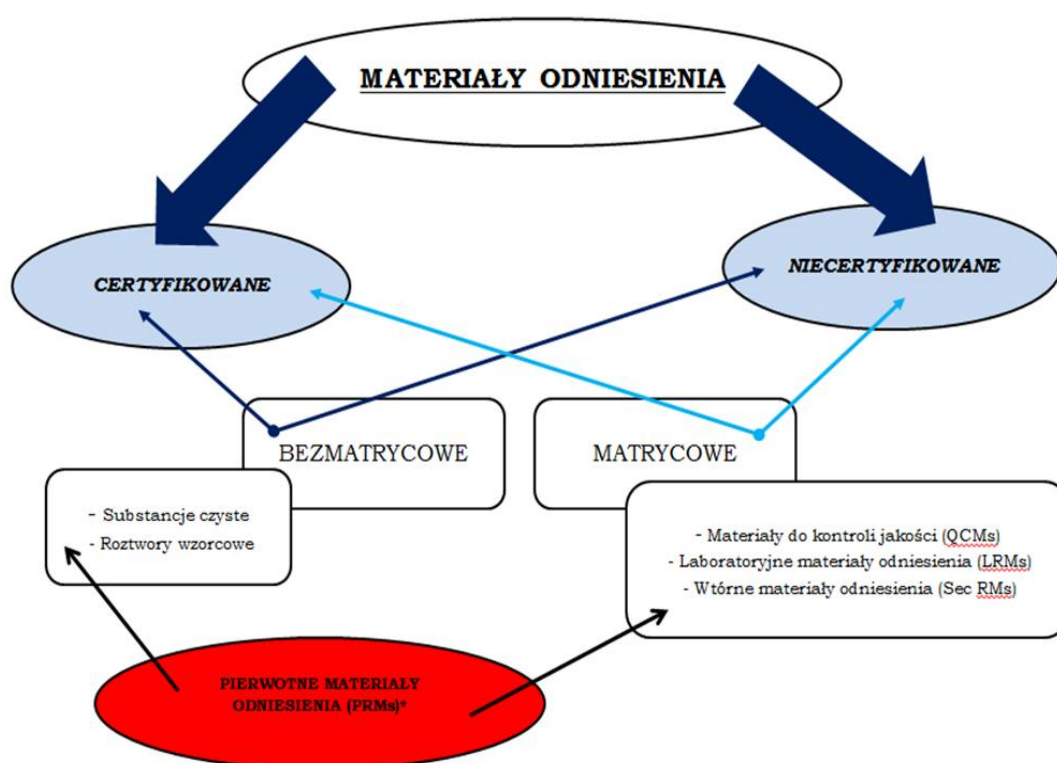 MATERIAŁY ODNIESIENIA
CERTYFIKOWANE
NIECERTYFIKOWANE
BEZMATRYCOWE
MATRYCOWE
- Substancje czyste
- Roztwory wzorcowe
- Materiały do kontroli jakości (QCMs)
- Laboratoryjne materiały odniesienia (LRMs)
- Wtórne materiały odniesienia (Sec RMs)
PIERWOTNE MATERIAŁY
ODNIESIENIA (PRMs)*